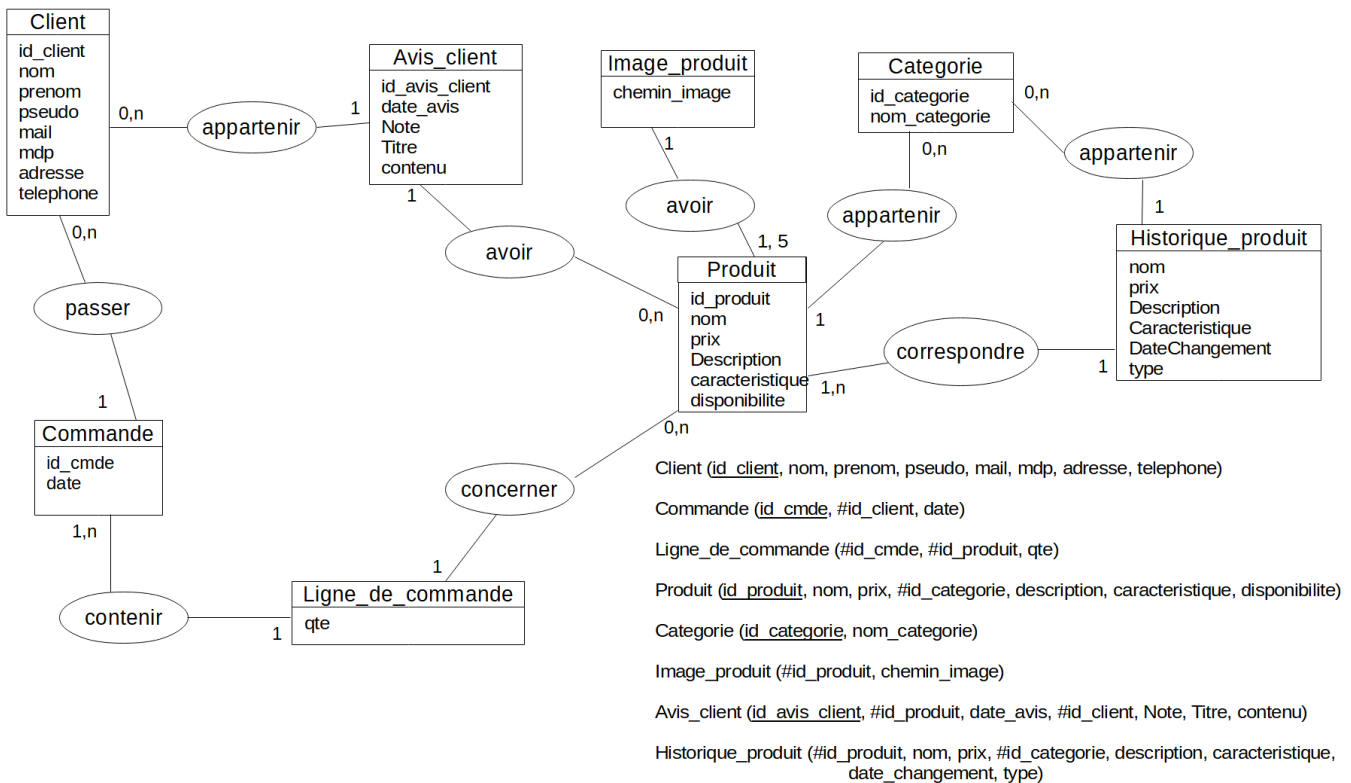 Client
id_client
nom
prenom
pseudo
mail
mdp
adresse
telephone
0,n
appartenir
1
Avis_client
id_avis_client
date_avis
Note
Titre
contenu
Image_produit
chemin_image
Categorie
id_categorie
nom_categorie
0,n
appartenir
1
1
avoir
1, 5
0,n
appartenir
1
1
avoir
0,n
0,n
passer
1
Produit
id_produit
nom
prix
Description
caracteristique
disponibilite
Historique_produit
nom
prix
Description
Caracteristique
DateChangement
type
1,n
correspondre
1
Commande
id_cmde
date
1,n
contenir
1
0,n
concerner
1
Ligne_de_commande
qte
Client (id_client, nom, prenom, pseudo, mail, mdp, adresse, telephone)
Commande (id_cmde, #id_client, date)
Ligne_de_commande (#id_cmde, #id_produit, qte)
Produit (id_produit, nom, prix, #id_categorie, description, caracteristique, disponibilite)
Categorie (id_categorie, nom_categorie)
Image_produit (#id_produit, chemin_image)
Avis_client (id_avis_client, #id_produit, date_avis, #id_client, Note, Titre, contenu)
Historique_produit (#id_produit, nom, prix, #id_categorie, description, caracteristique,
date_changement, type)